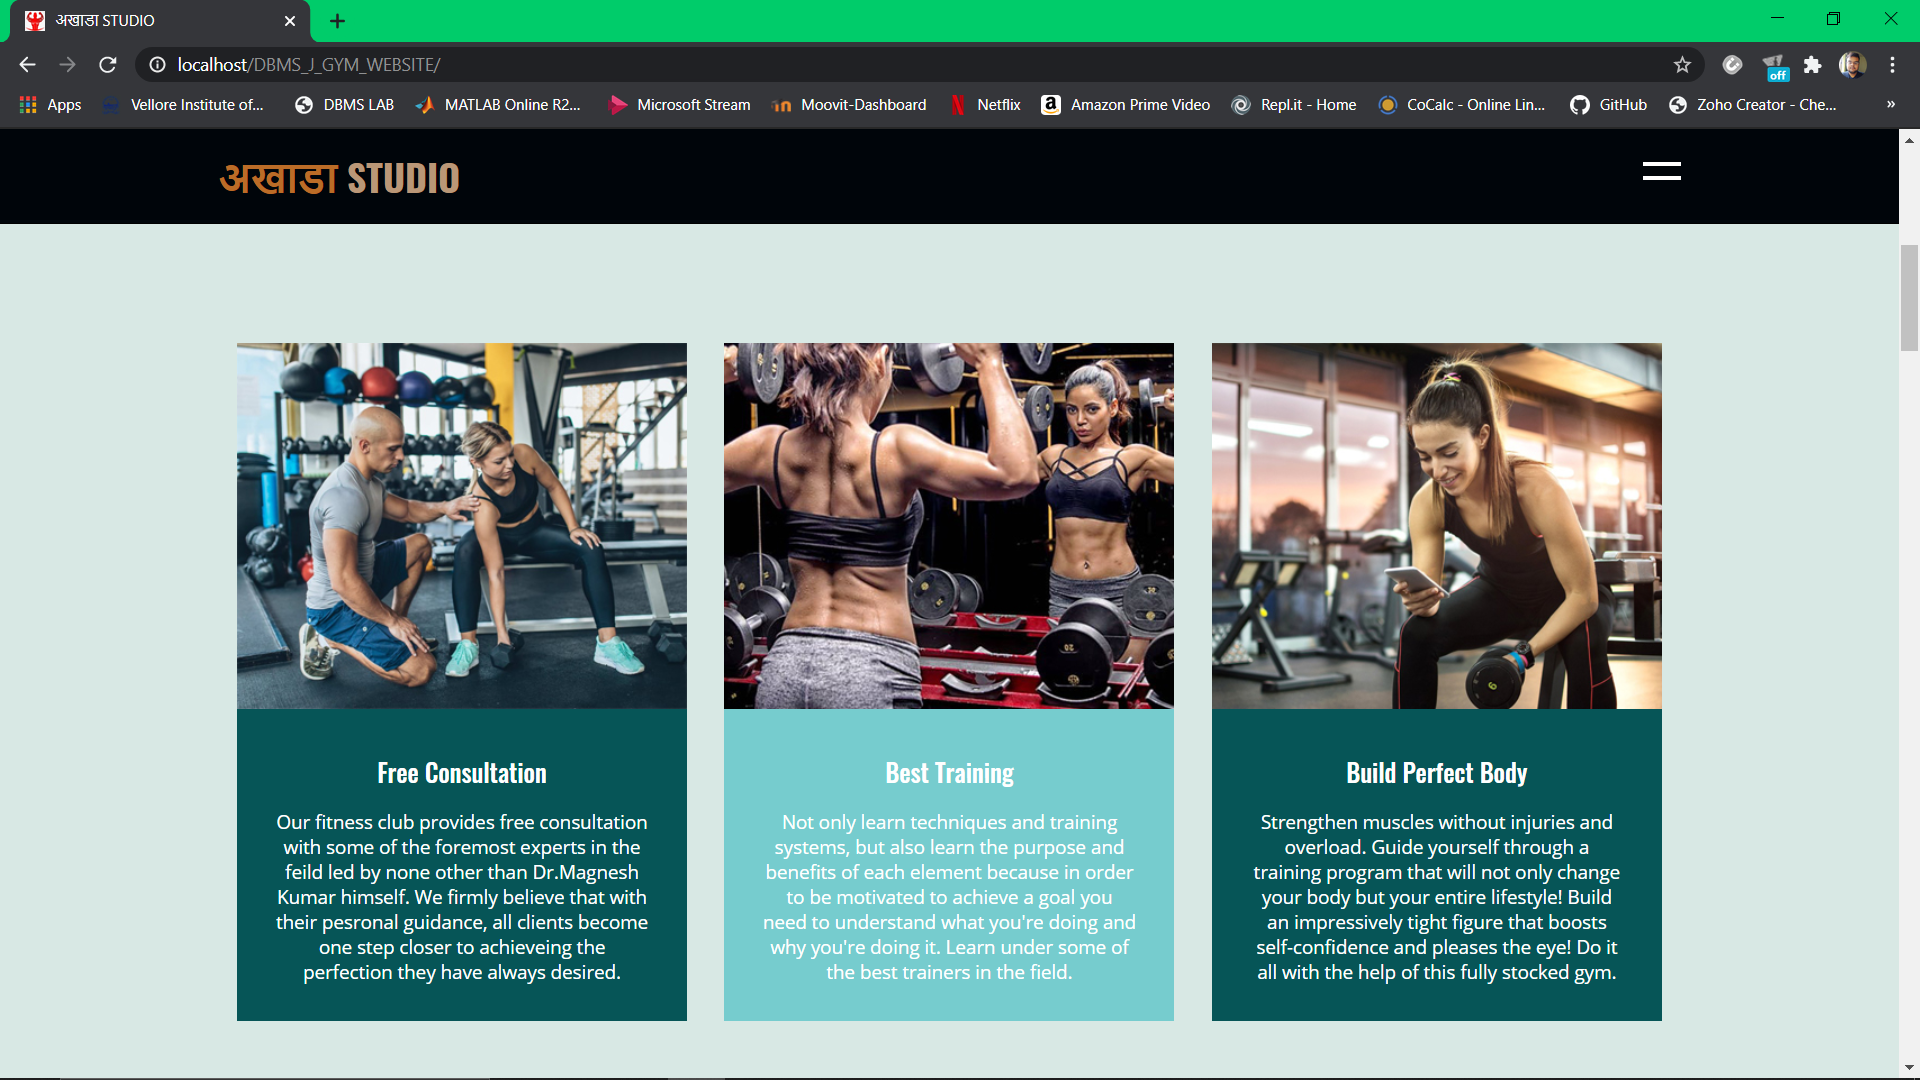 अखाडा STUDIO
localhost/DBMS_J_GYM_WEBSITE/
off
Apps
Vellore Institute of...
DBMS LAB
MATLAB Online R2...
Microsoft Stream
Moovit-Dashboard
Netflix
Amazon Prime Video
Repl.it - Home
CoCalc - Online Lin...
GitHub
Zoho Creator - Che...
»
अखाडा STUDIO
20
6
Free Consultation
Our fitness club provides free consultation
with some of the foremost experts in the
feild led by none other than Dr.Magnesh
Kumar himself. We firmly believe that with
their pesronal guidance, all clients become
one step closer to achieveing the
perfection they have always desired.
Best Training
Not only learn techniques and training
systems, but also learn the purpose and
benefits of each element because in order
to be motivated to achieve a goal you
need to understand what you're doing and
why you're doing it. Learn under some of
the best trainers in the field.
Build Perfect Body
Strengthen muscles without injuries and
overload. Guide yourself through a
training program that will not only change
your body but your entire lifestyle! Build
an impressively tight figure that boosts
self-confidence and pleases the eye! Do it
all with the help of this fully stocked gym.